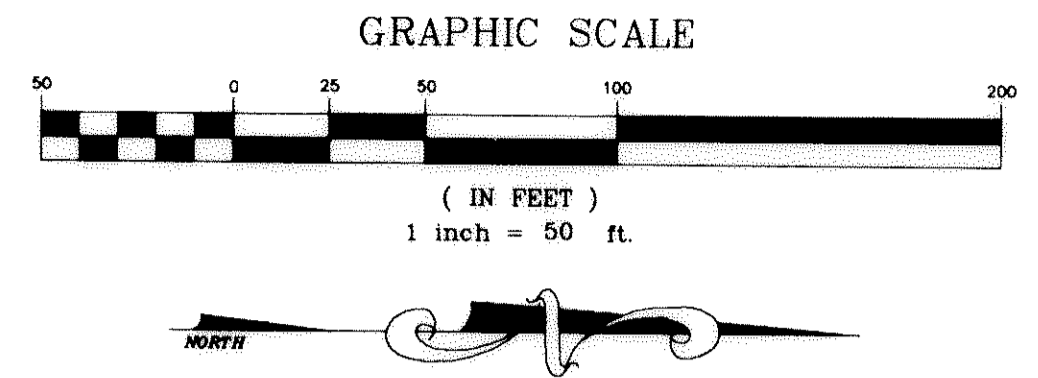 GRAPHIC SCALE
50 0 25 50 100 200
( IN FEET )
1 inch = 50 ft.
NORTH